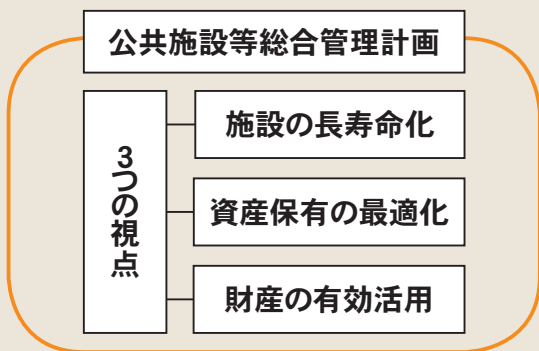 公共施設等総合管理計画
3つの視点
施設の長寿命化
資産保有の最適化
財産の有効活用